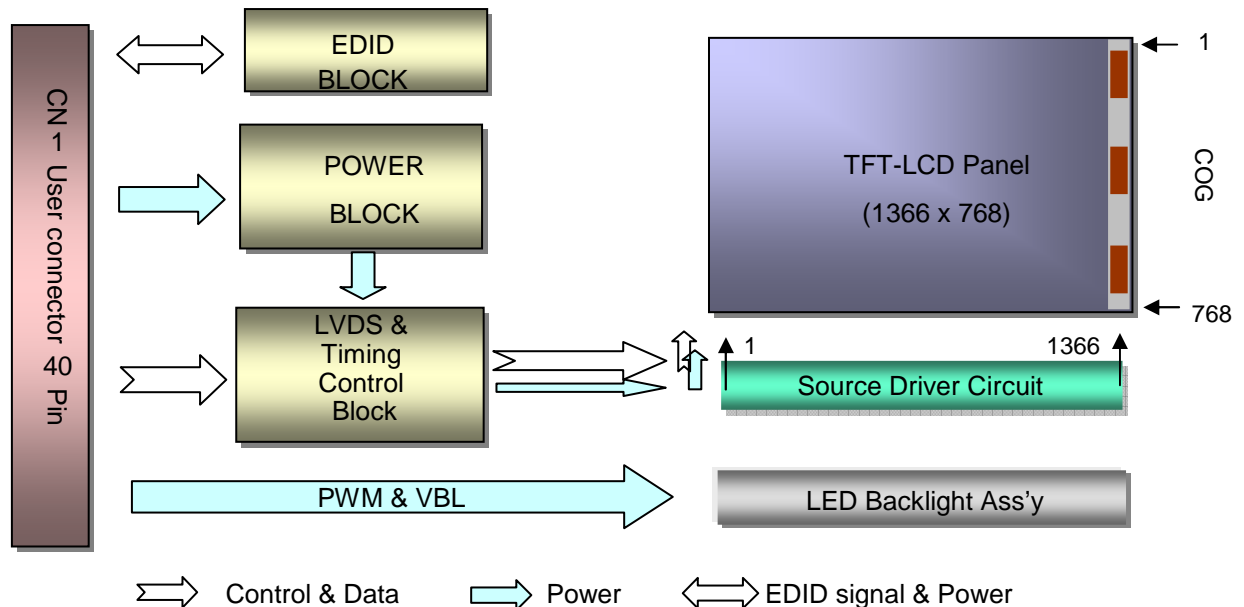 CN 1 User connector 40 Pin
EDID
BLOCK
POWER
BLOCK
LVDS &
Timing
Control
Block
PWM & VBL
TFT-LCD Panel
(1366 x 768)
1
COG
768
1
1366
Source Driver Circuit
LED Backlight Ass'y
Control & Data
Power
EDID signal & Power